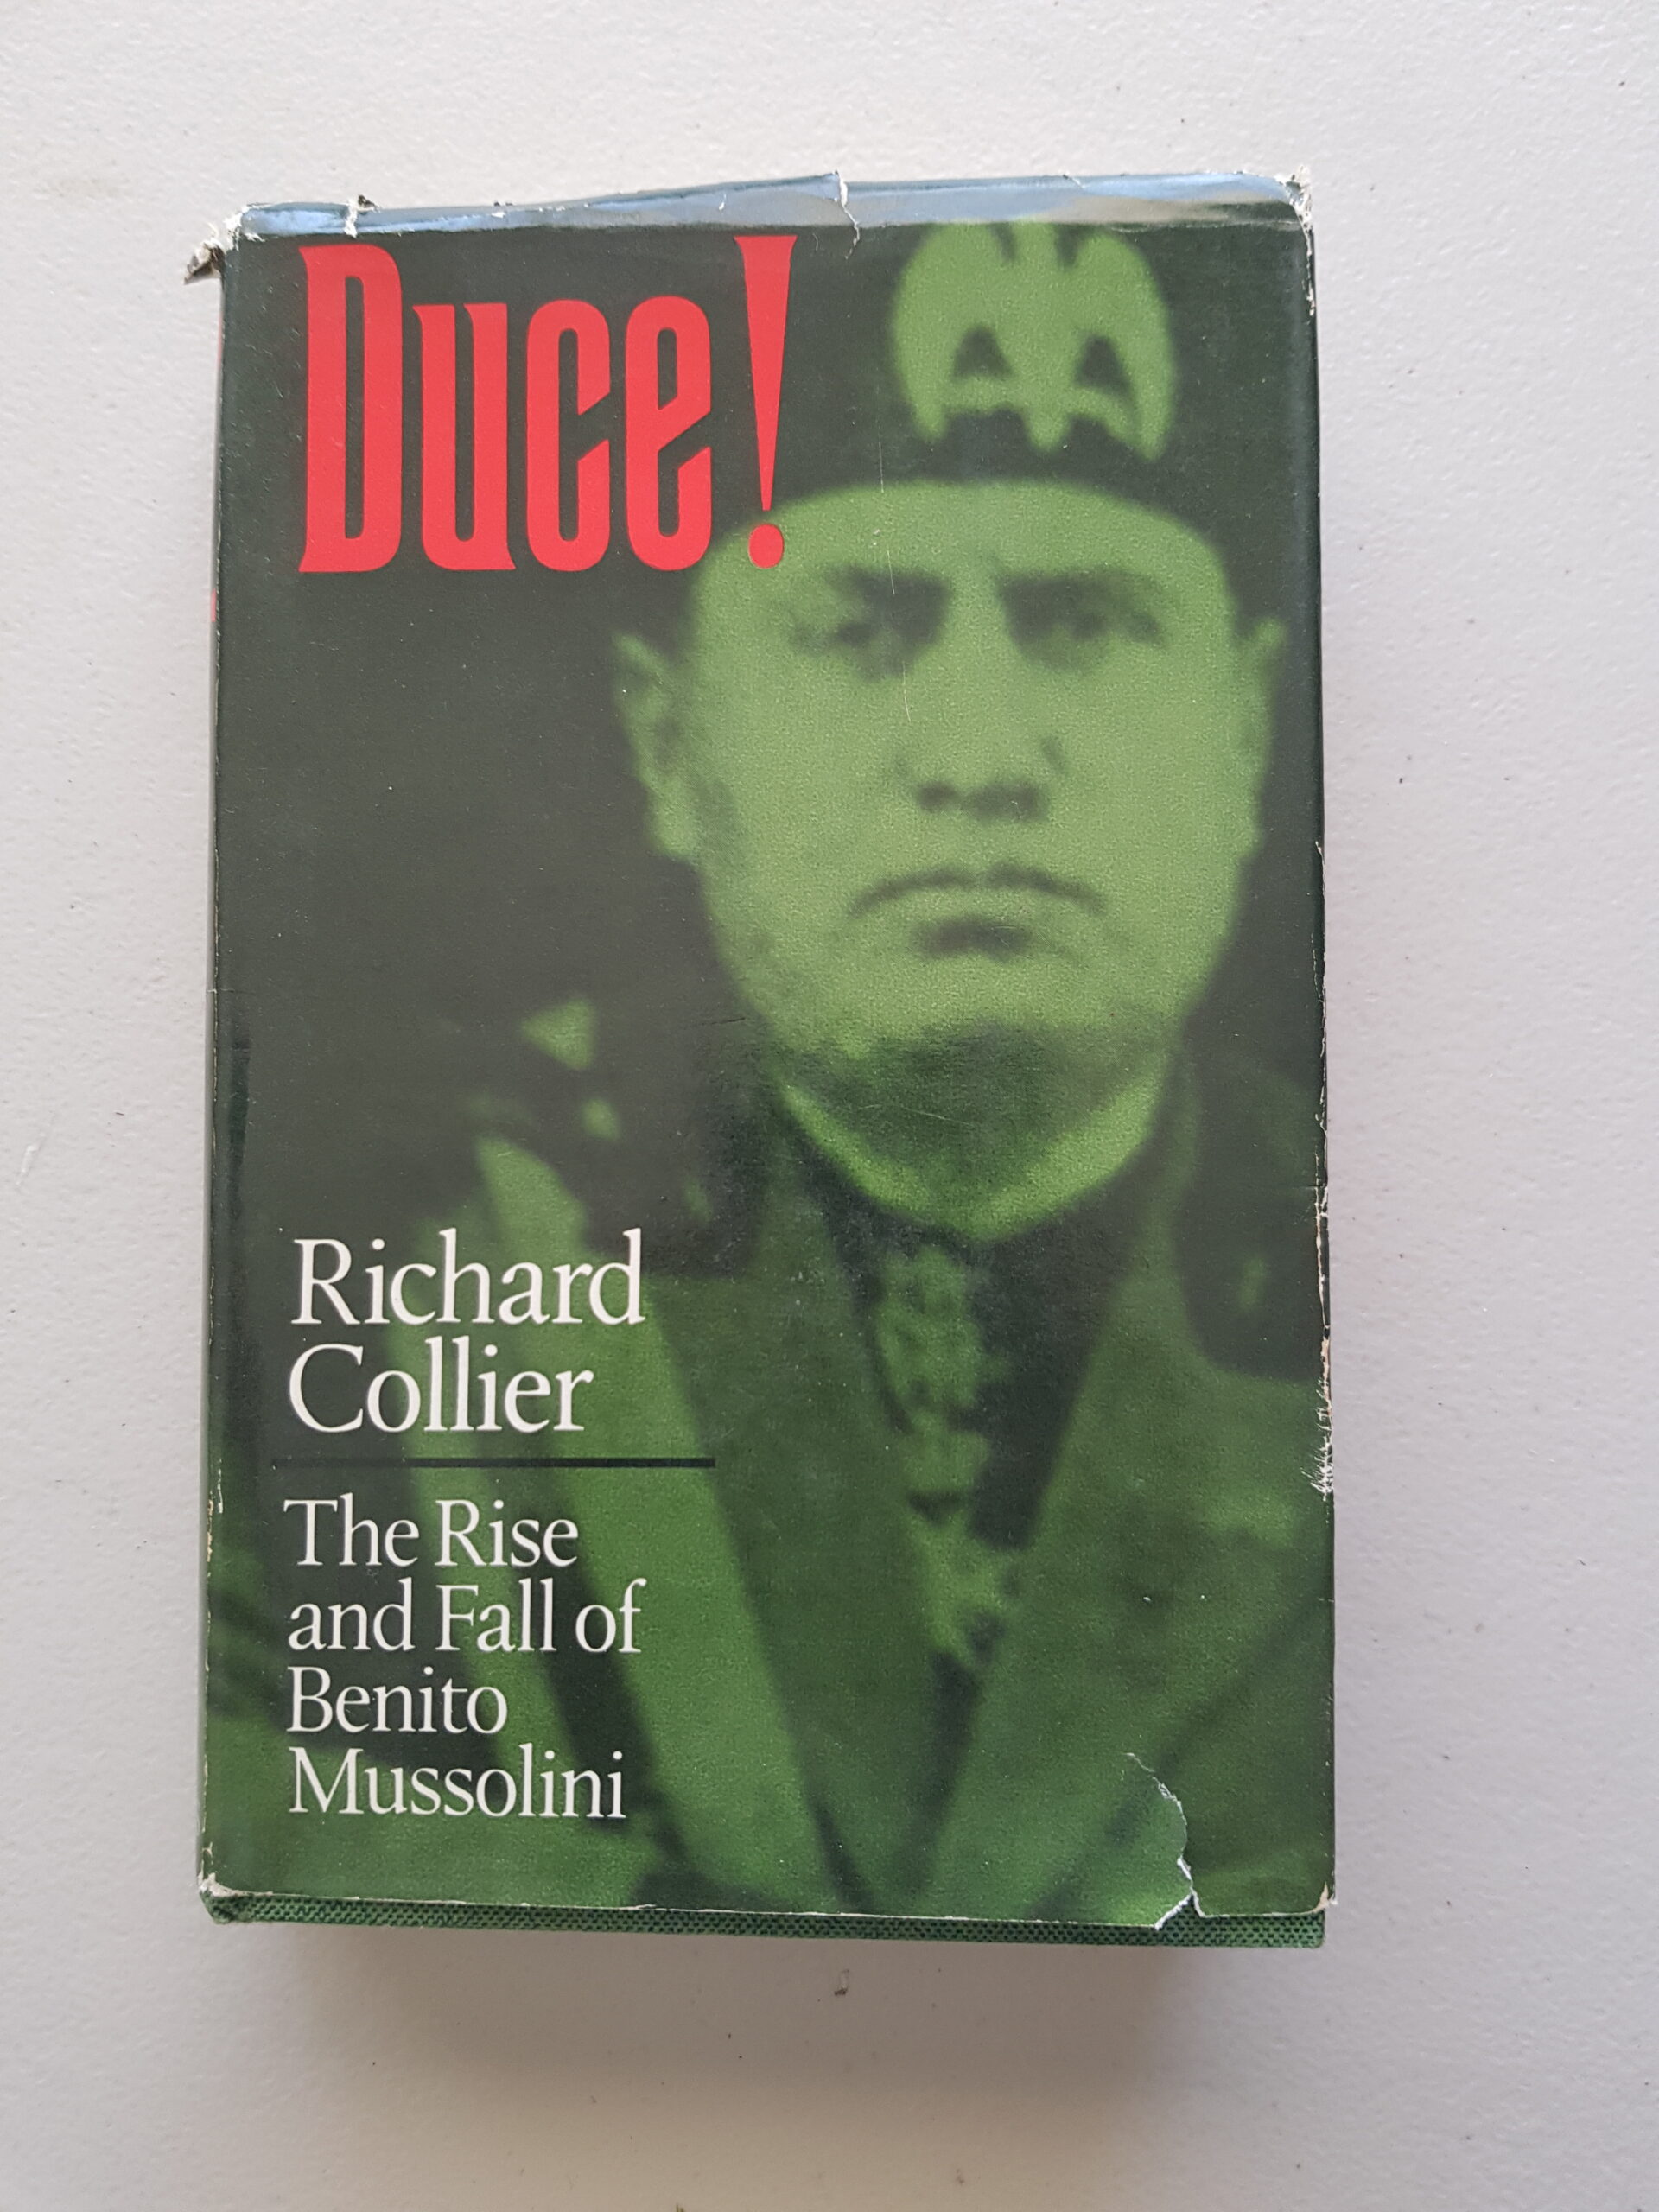 Duce!
Richard
Collier
The Rise
and Fall of
Benito
Mussolini